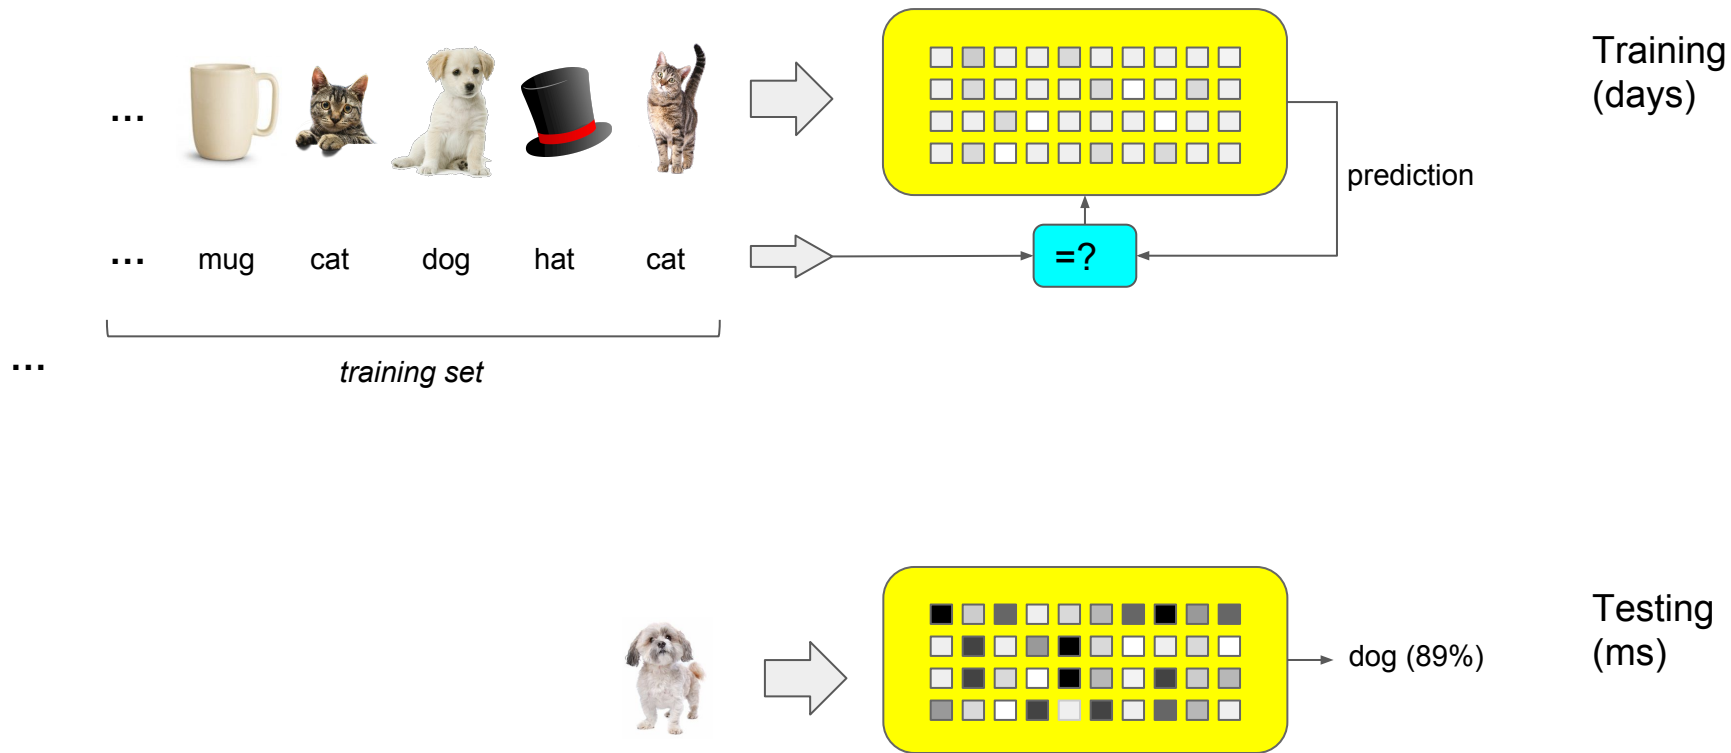 Training
(days)
...
prediction
... mug cat dog hat cat
=?
... training set
Testing
(ms)
dog (89%)